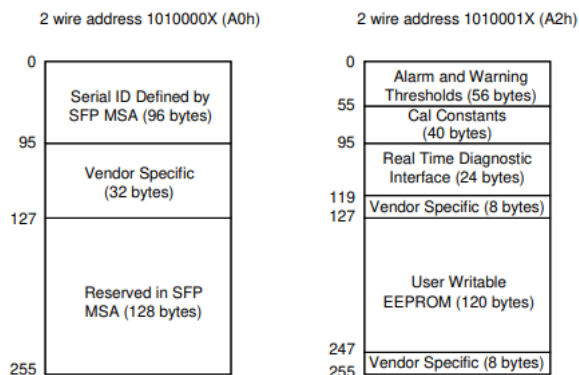 2 wire address 1010000X (A0h)
0
Serial ID Defined by
SFP MSA (96 bytes)
95
Vendor Specific
(32 bytes)
127
Reserved in SFP
MSA (128 bytes)
255
2 wire address 1010001X (A2h)
0
Alarm and Warning
Thresholds (56 bytes)
55
Cal Constants
(40 bytes)
95
Real Time Diagnostic
Interface (24 bytes)
119
Vendor Specific (8 bytes)
127
User Writable
EEPROM (120 bytes)
247
Vendor Specific (8 bytes)
255